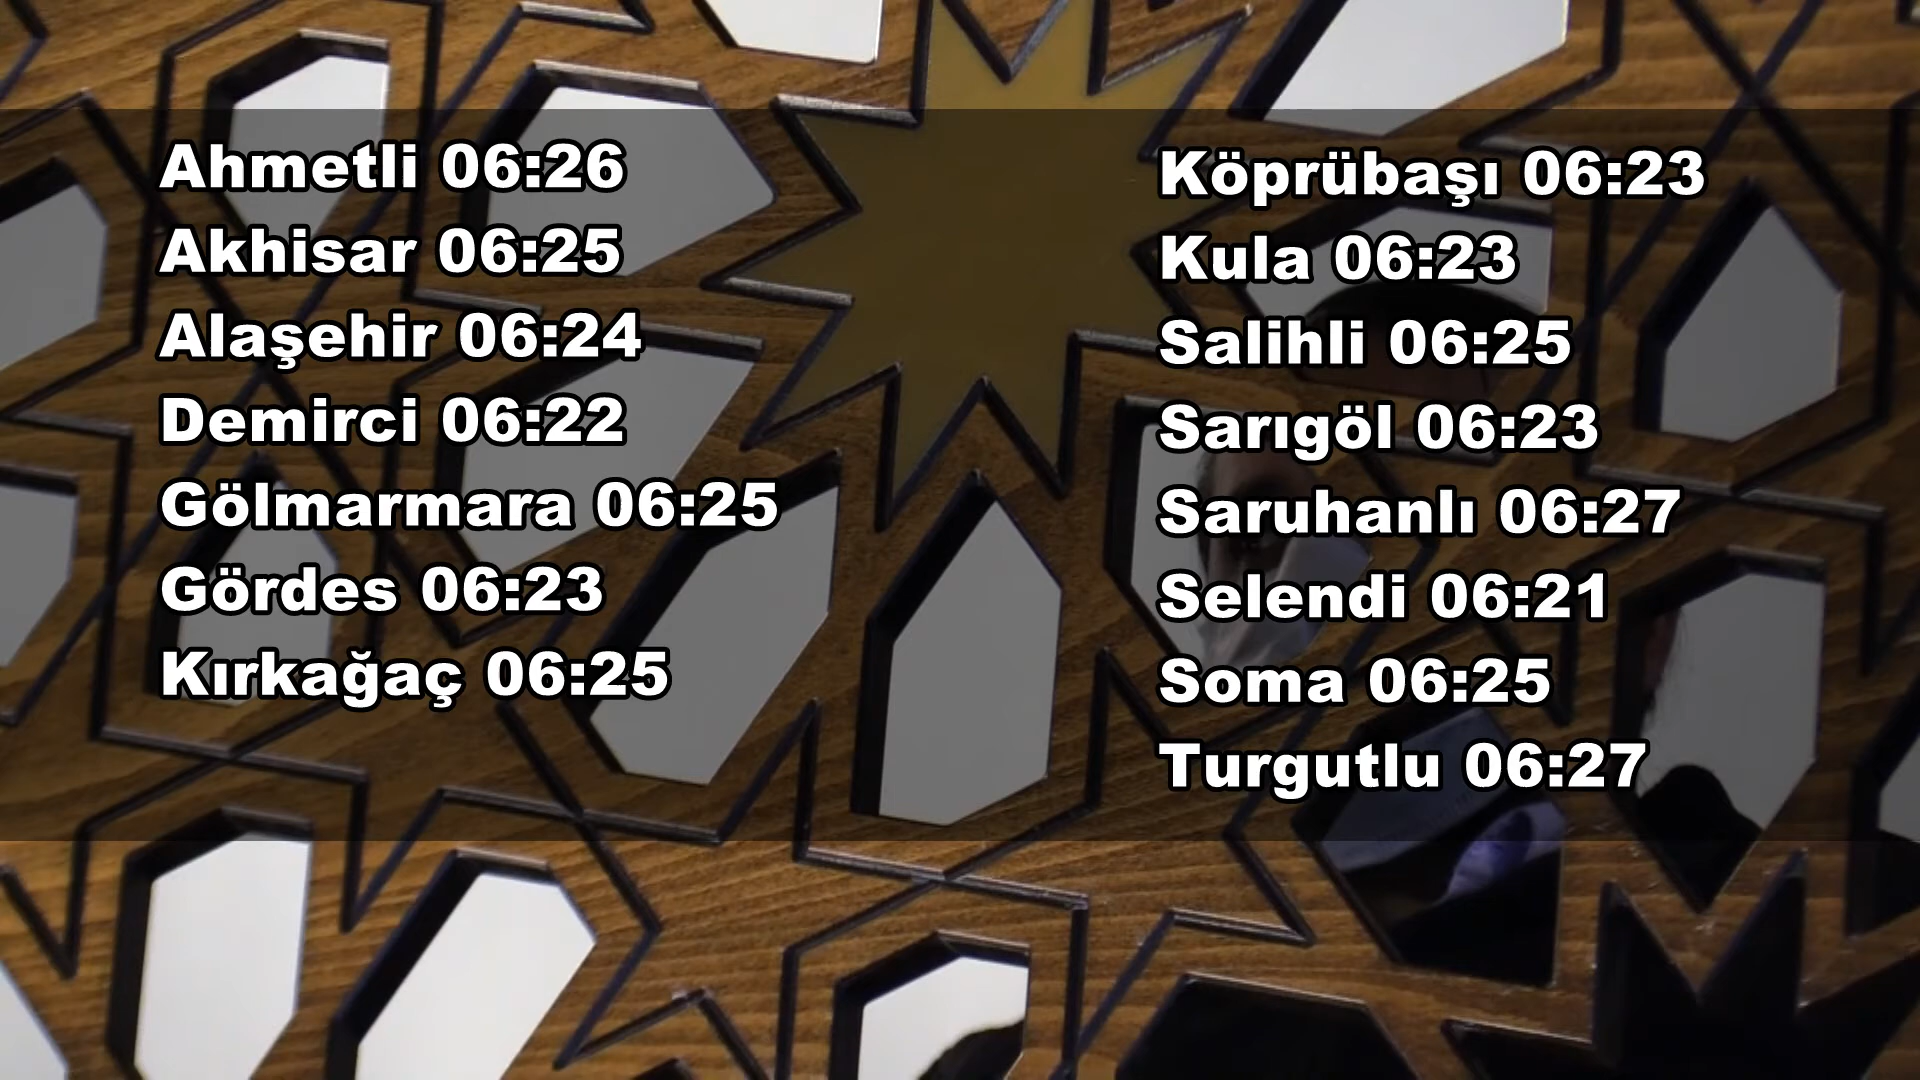 Ahmetli 06:26
Akhisar 06:25
Alaşehir 06:24
Demirci 06:22
Gölmarmara 06:25
Gördes 06:23
Kırkağaç 06:25
Köprübaşı 06:23
Kula 06:23
Salihli 06:25
Sarıgöl 06:23
Saruhanlı 06:27
Selendi 06:21
Soma 06:25
Turgutlu 06:27